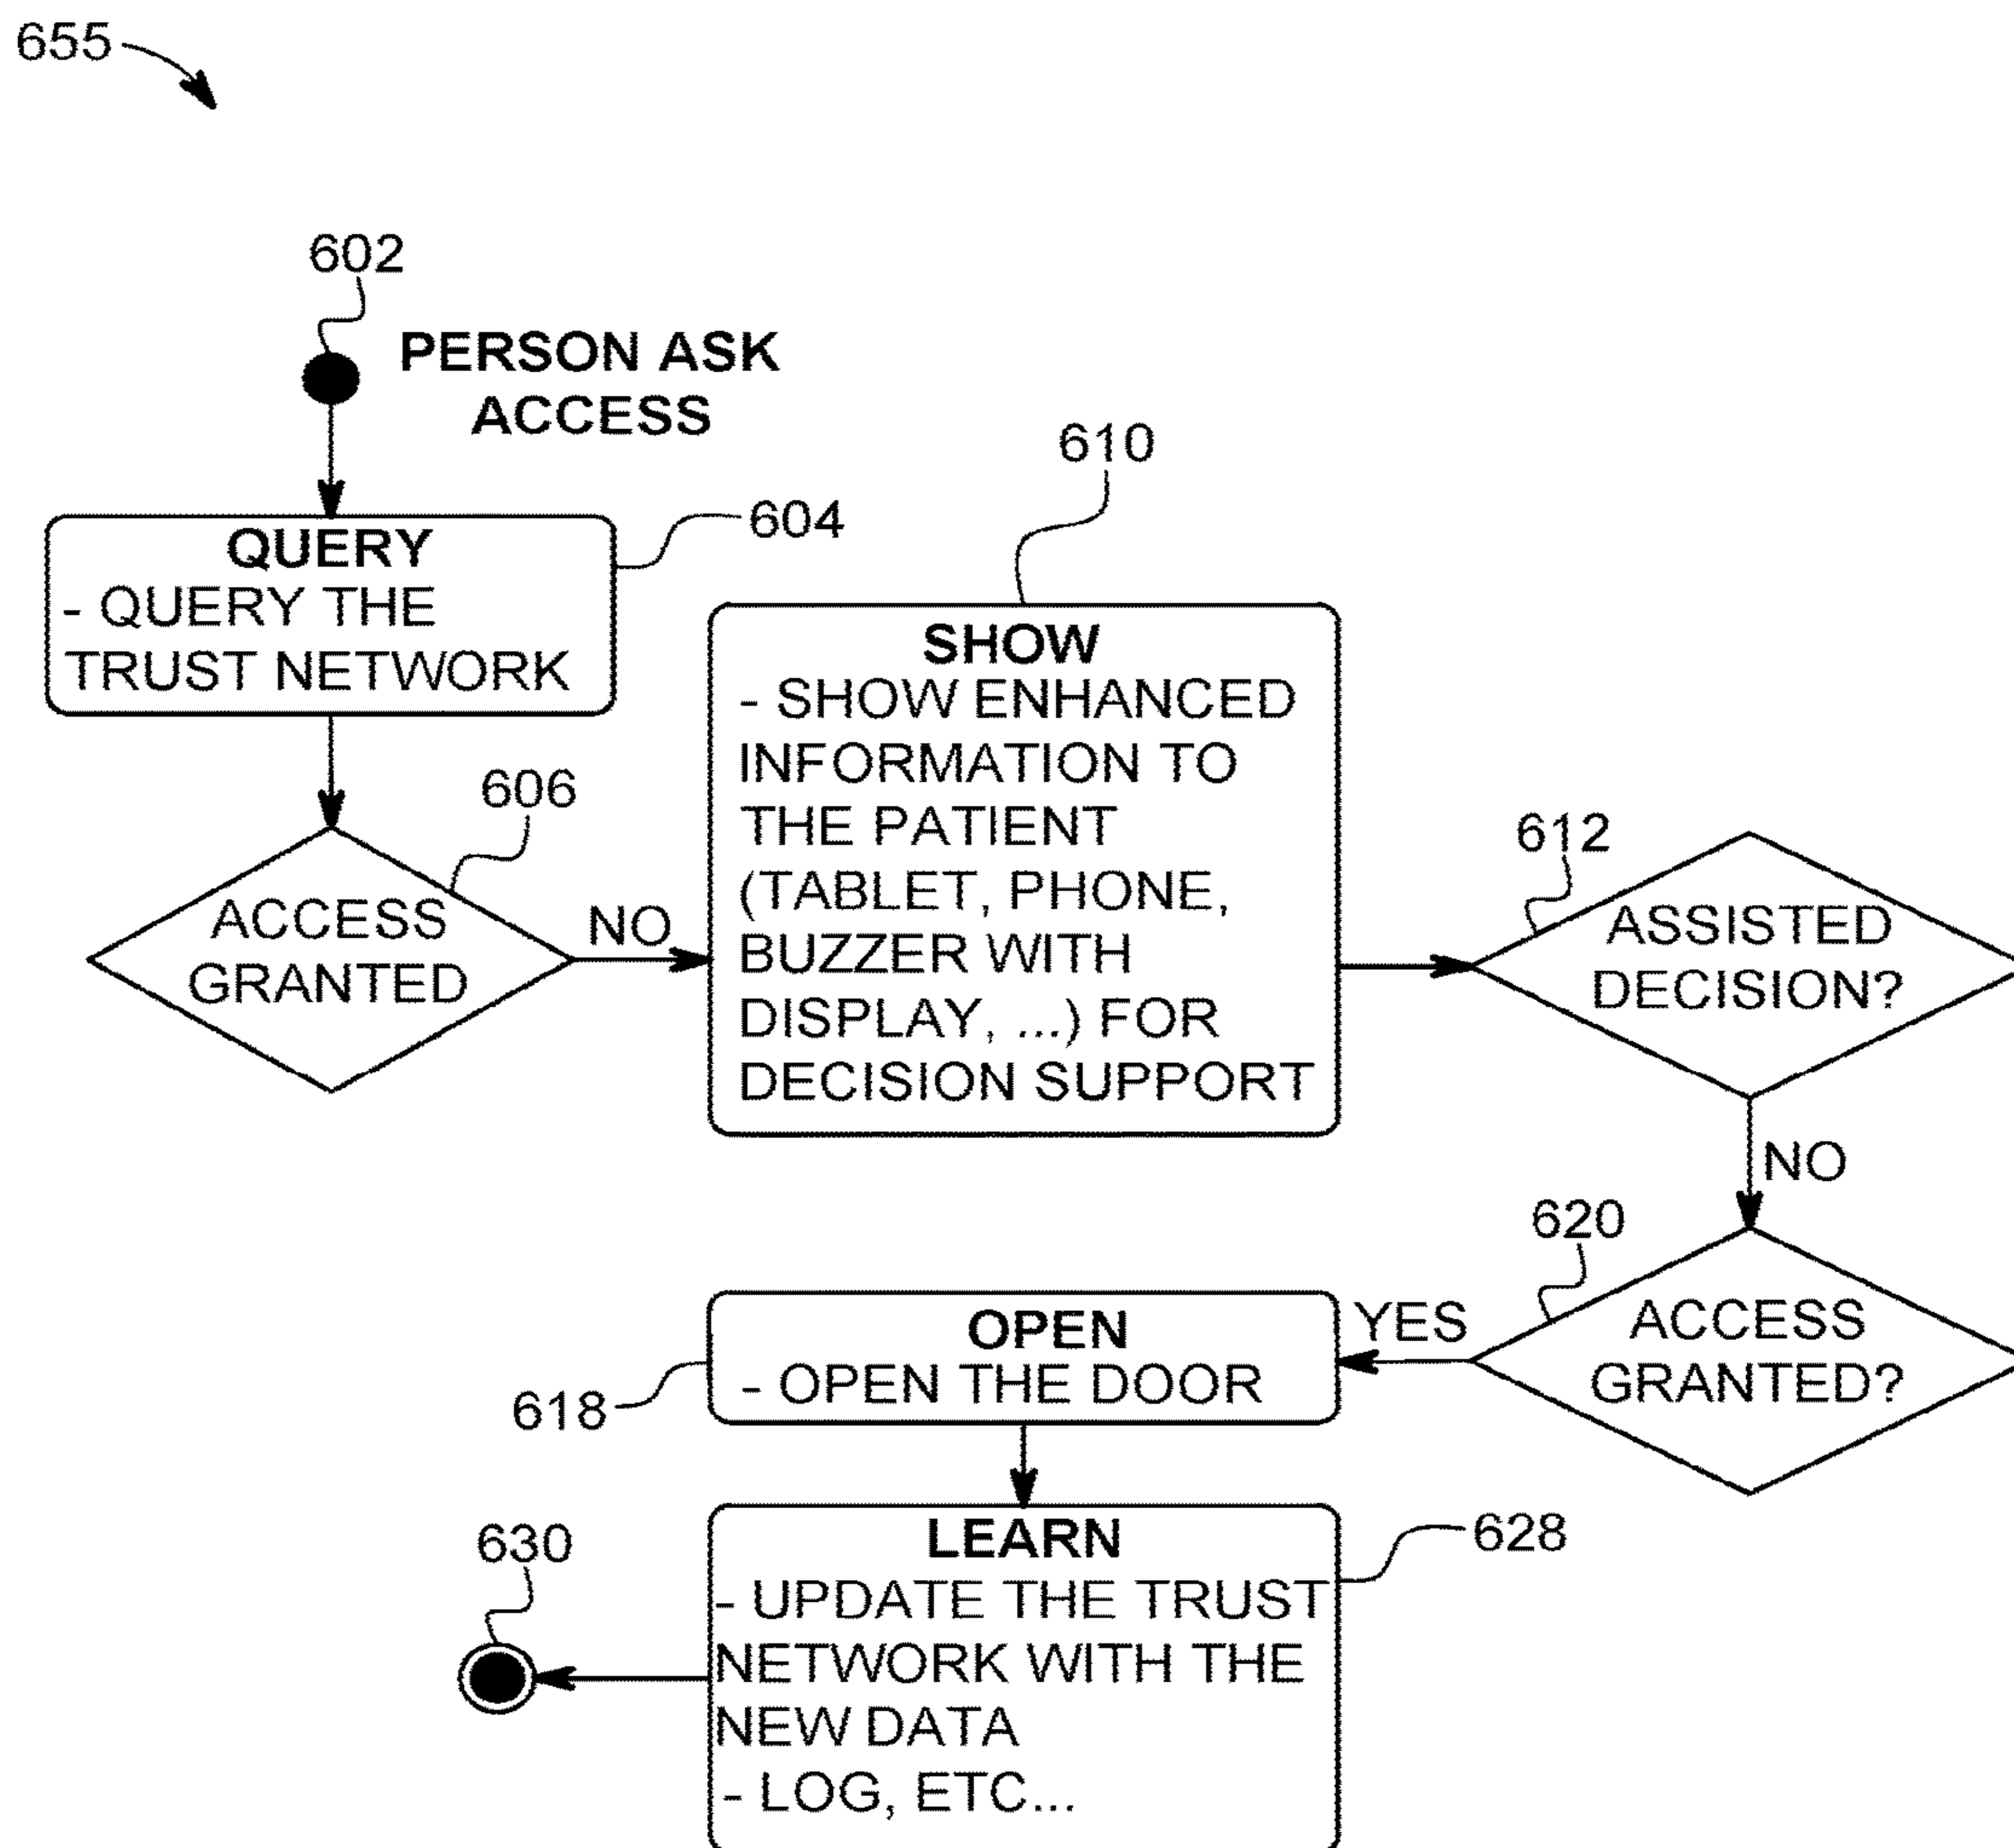 655
602
PERSON ASK
ACCESS
610
604
QUERY
- QUERY THE
TRUST NETWORK
SHOW
- SHOW ENHANCED
INFORMATION TO
THE PATIENT
(TABLET, PHONE,
BUZZER WITH
DISPLAY, ...) FOR
DECISION SUPPORT
606
ACCESS
GRANTED
NO
612
ASSISTED
DECISION?
NO
620
ACCESS
GRANTED?
YES
OPEN
- OPEN THE DOOR
618
LEARN
- UPDATE THE TRUST
NETWORK WITH THE
NEW DATA
- LOG, ETC...
628
630